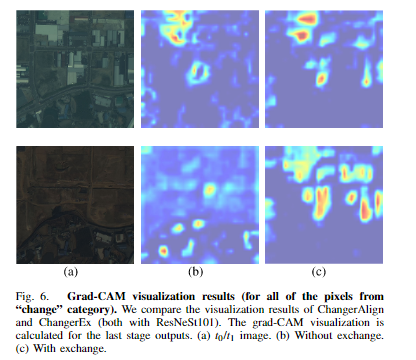 (a)
(b)
(c)
Fig. 6. Grad-CAM visualization results (for all of the pixels from
“change” category). We compare the visualization results of ChangerAlign
and ChangerEx (both with ResNeSt101). The grad-CAM visualization is
calculated for the last stage outputs. (a) t0/t1 image. (b) Without exchange.
(c) With exchange.